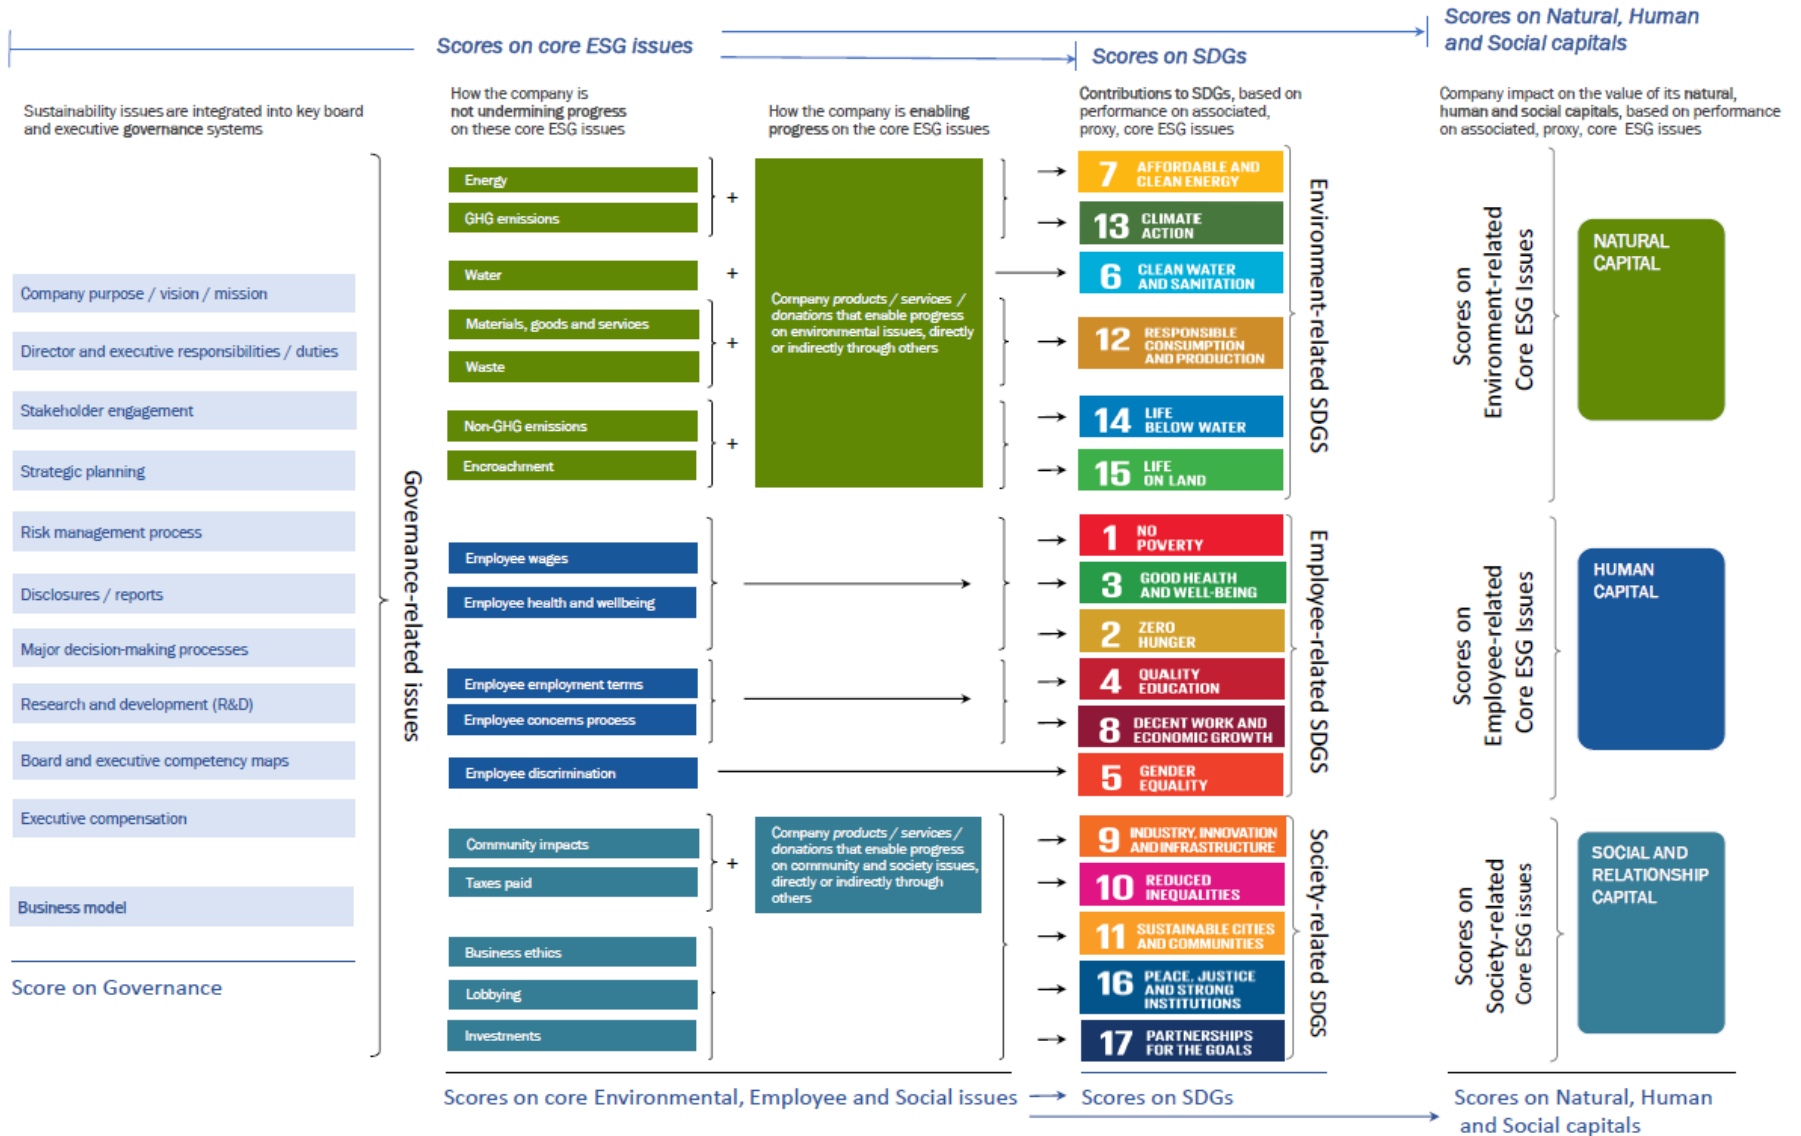 Scores on core ESG issues
Scores on SDGs
Scores on Natural, Human
and Social capitals
Sustainability issues are integrated into key board
and executive governance systems
How the company is
not undermining progress
on these core ESG issues
How the company is enabling
progress on the core ESG issues
Contributions to SDGs, based on
performance on associated,
proxy, core ESG issues
Company impact on the value of its natural,
human and social capitals, based on performance
on associated, proxy, core ESG issues
Company purpose / vision / mission
Director and executive responsibilities / duties
Stakeholder engagement
Strategic planning
Risk management process
Disclosures / reports
Major decision-making processes
Research and development (R&D)
Board and executive competency maps
Executive compensation
Business model
Score on Governance
Governance-related issues
Energy
GHG emissions
Water
Materials, goods and services
Waste
Non-GHG emissions
Encroachment
Employee wages
Employee health and wellbeing
Employee employment terms
Employee concerns process
Employee discrimination
Community impacts
Taxes paid
Business ethics
Lobbying
Investments
+
+
+
+
+
Company products / services /
donations that enable progress
on environmental issues, directly
or indirectly through others
Company products / services /
donations that enable progress
on community and society issues,
directly or indirectly through
others
7 AFFORDABLE AND
CLEAN ENERGY
13 CLIMATE
ACTION
6 CLEAN WATER
AND SANITATION
12 RESPONSIBLE
CONSUMPTION
AND PRODUCTION
14 LIFE
BELOW WATER
15 LIFE
ON LAND
1 NO
POVERTY
3 GOOD HEALTH
AND WELL-BEING
2 ZERO
HUNGER
4 QUALITY
EDUCATION
8 DECENT WORK AND
ECONOMIC GROWTH
5 GENDER
EQUALITY
9 INDUSTRY, INNOVATION
AND INFRASTRUCTURE
10 REDUCED
INEQUALITIES
11 SUSTAINABLE CITIES
AND COMMUNITIES
16 PEACE, JUSTICE
AND STRONG
INSTITUTIONS
17 PARTNERSHIPS
FOR THE GOALS
Environment-related SDGS
Employee-related SDGS
Society-related SDGS
Scores on
Environment-related
Core ESG Issues
Scores on
Employee-related
Core ESG Issues
Scores on
Society-related
Core ESG issues
NATURAL
CAPITAL
HUMAN
CAPITAL
SOCIAL AND
RELATIONSHIP
CAPITAL
Scores on core Environmental, Employee and Social issues
Scores on SDGs
Scores on Natural, Human
and Social capitals